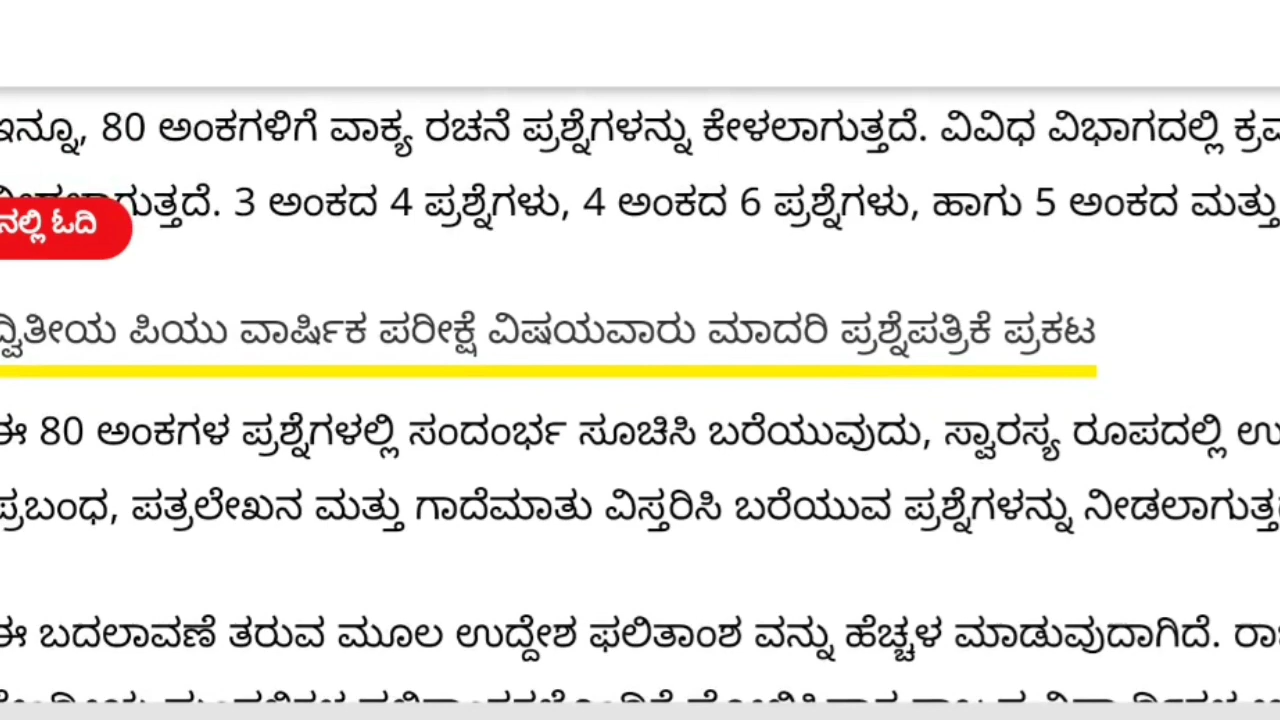 ಇನ್ನೂ, 80 ಅಂಕಗಳಿಗೆ ವಾಕ್ಯ ರಚನೆ ಪ್ರಶ್ನೆಗಳನ್ನು ಕೇಳಲಾಗುತ್ತದೆ. ವಿವಿಧ ವಿಭಾಗದಲ್ಲಿ
3 ಅಂಕದ 4 ಪ್ರಶ್ನೆಗಳು, 4 ಅಂಕದ 6 ಪ್ರಶ್ನೆಗಳು, ಹಾಗು 5 ಅಂಕದ ಮತ್ತು
ಓದಿ
ದ್ವಿತೀಯ ಪಿಯು ವಾರ್ಷಿಕ ಪರೀಕ್ಷೆ ವಿಷಯವಾರು ಮಾದರಿ ಪ್ರಶ್ನೆಪತ್ರಿಕೆ ಪ್ರಕಟ
ಈ 80 ಅಂಕಗಳ ಪ್ರಶ್ನೆಗಳಲ್ಲಿ ಸಂದರ್ಭ ಸೂಚಿಸಿ ಬರೆಯುವುದು, ಸ್ವಾರಸ್ಯ ರೂಪದಲ್ಲಿ
ಪ್ರಬಂಧ, ಪತ್ರಲೇಖನ ಮತ್ತು ಗಾದೆಮಾತು ವಿಸ್ತರಿಸಿ ಬರೆಯುವ ಪ್ರಶ್ನೆಗಳನ್ನು
ಈ ಬದಲಾವಣೆ ತರುವ ಮೂಲ ಉದ್ದೇಶ ಫಲಿತಾಂಶ ವನ್ನು ಹೆಚ್ಚಳ ಮಾಡುವುದಾಗಿದೆ.